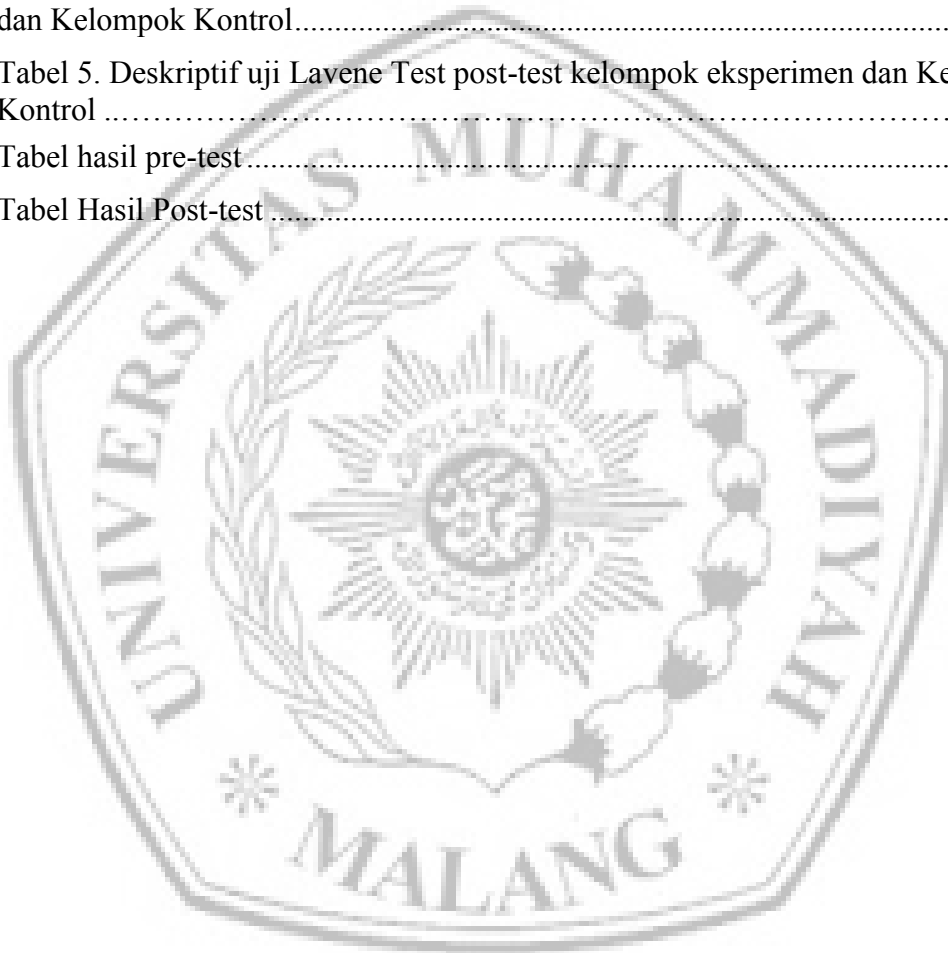 dan Kelompok Kontrol..................................................................................
Tabel 5. Deskriptif uji Lavene Test post-test kelompok eksperimen dan Ke
Kontrol ..……………………………………………………………………
Tabel hasil pre-test.........................................................................................
Tabel Hasil Post-test ......................................................................................
UNIVERSITAS MUHAMMADIYAH
MALANG